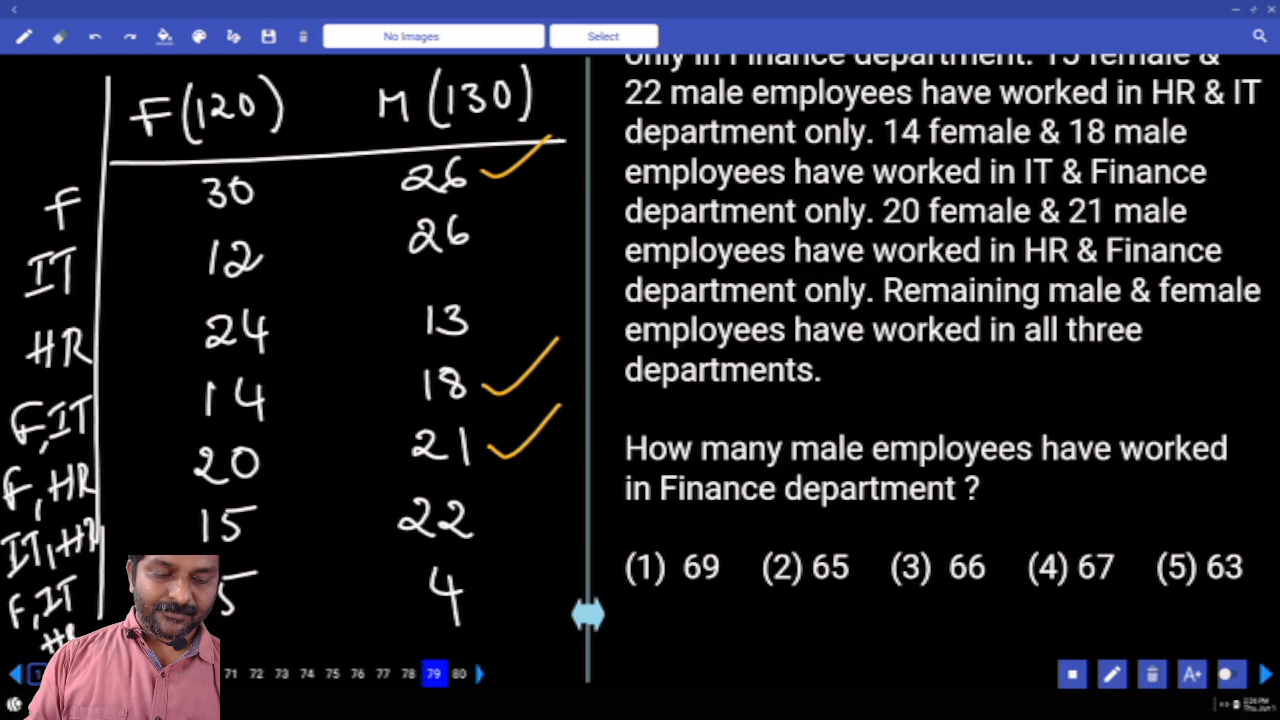 No Images
Select
F (120) M (130)
F 30 26
IT 12 26
HR 24 13
F,IT 14 18
F,HR 20 21
IT,HR 15 22
F,IT 5 4
HR
only in Finance department. 15 female &
22 male employees have worked in HR & IT
department only. 14 female & 18 male
employees have worked in IT & Finance
department only. 20 female & 21 male
employees have worked in HR & Finance
department only. Remaining male & female
employees have worked in all three
departments.
How many male employees have worked
in Finance department ?
(1) 69 (2) 65 (3) 66 (4) 67 (5) 63
71 72 73 74 75 76 77 78 79 80
A+